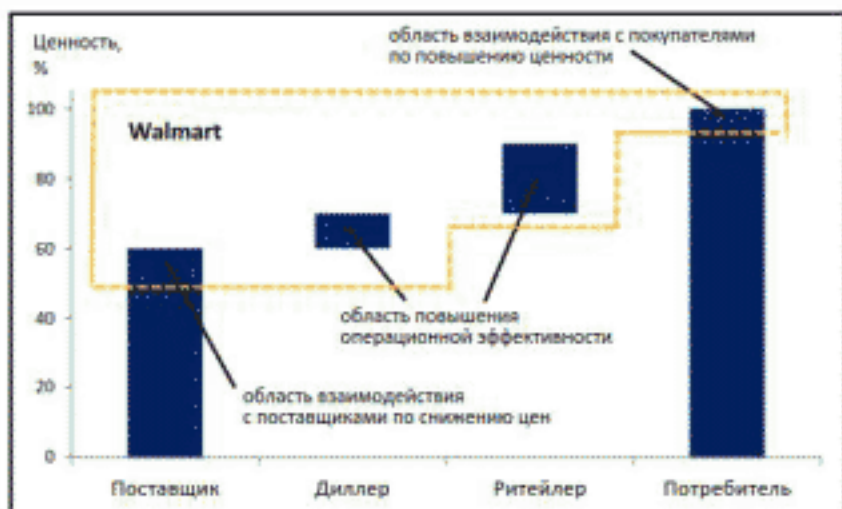 Ценность,
%
область взаимодействия с покупателями
по повышению ценности
100
Walmart
80
60
40
область повышения
операционной эффективности
20
область взаимодействия
с поставщиками по снижению цен
0
Поставщик
Диллер
Ритейлер
Потребитель